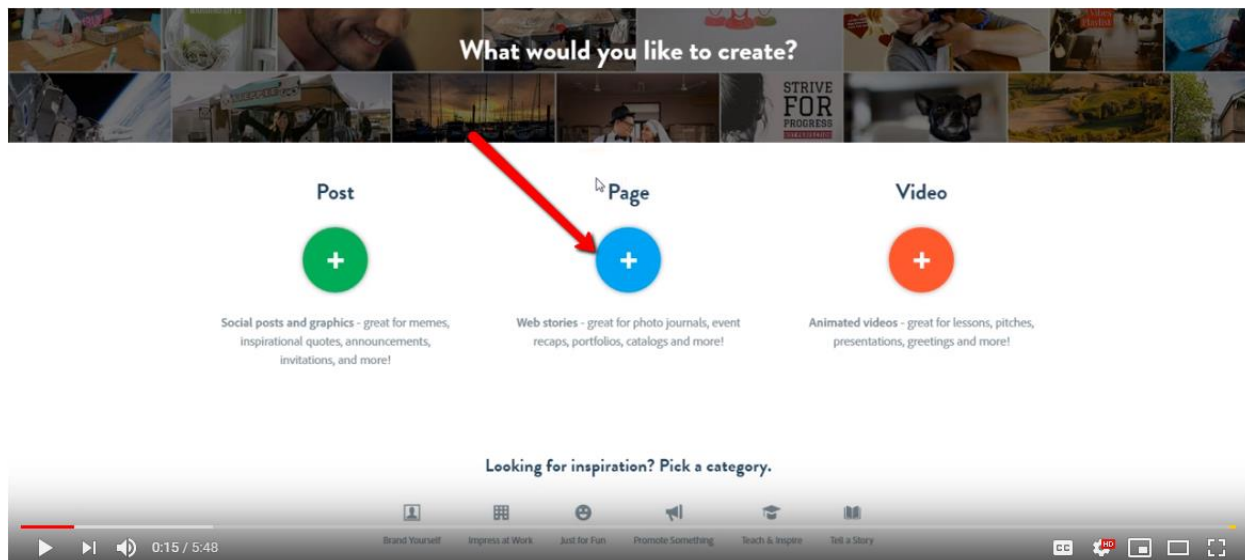 What would you like to create?
STRIVE
FOR
PROGRESS
Post
Page
Video
+
+
+
Social posts and graphics - great for memes,
inspirational quotes, announcements,
invitations, and more!
Web stories - great for photo journals, event
recaps, portfolios, catalogs and more!
Animated videos - great for lessons, pitches,
presentations, greetings and more!
Looking for inspiration? Pick a category.
Brand Yourself
Impress at Work
Just for Fun
Promote Something
Teach & Inspire
Tell a Story
0:15 / 5:48
CC
HD